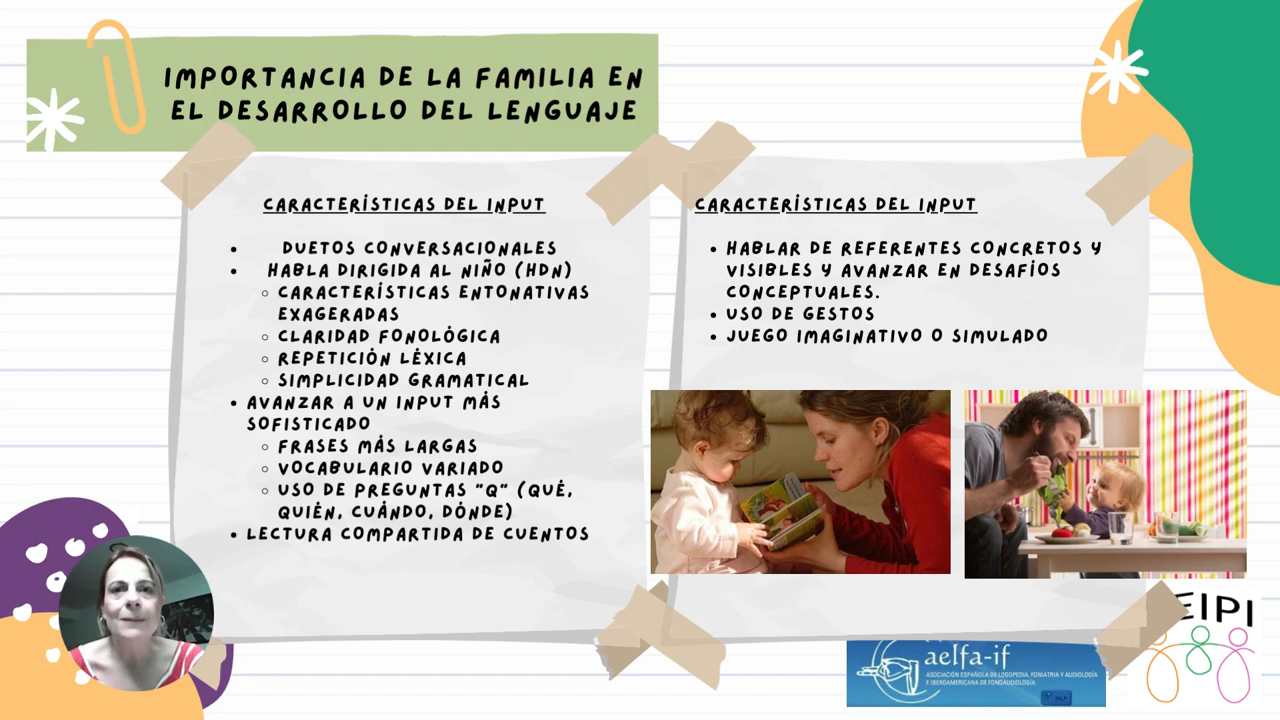 IMPORTANCIA DE LA FAMILIA EN
EL DESARROLLO DEL LENGUAJE
CARACTERÍSTICAS DEL INPUT
DUETOS CONVERSACIONALES
HABLA DIRIGIDA AL NIÑO (HDN)
CARACTERÍSTICAS ENTONATIVAS
EXAGERADAS
CLARIDAD FONOLÓGICA
REPETICIÓN LÉXICA
SIMPLICIDAD GRAMATICAL
AVANZAR A UN INPUT MÁS
SOFISTICADO
FRASES MÁS LARGAS
VOCABULARIO VARIADO
USO DE PREGUNTAS "Q" (QUÉ,
QUIÉN, CUÁNDO, DÓNDE)
LECTURA COMPARTIDA DE CUENTOS
CARACTERÍSTICAS DEL INPUT
HABLAR DE REFERENTES CONCRETOS Y
VISIBLES Y AVANZAR EN DESAFÍOS
CONCEPTUALES.
USO DE GESTOS
JUEGO IMAGINATIVO O SIMULADO
EIPI
aelfa-if
ASOCIACIÓN ESPAÑOLA DE LOGOPEDIA, FONIATRÍA Y AUDIOLOGÍA
E IBEROAMERICANA DE FONOAUDIOLOGÍA